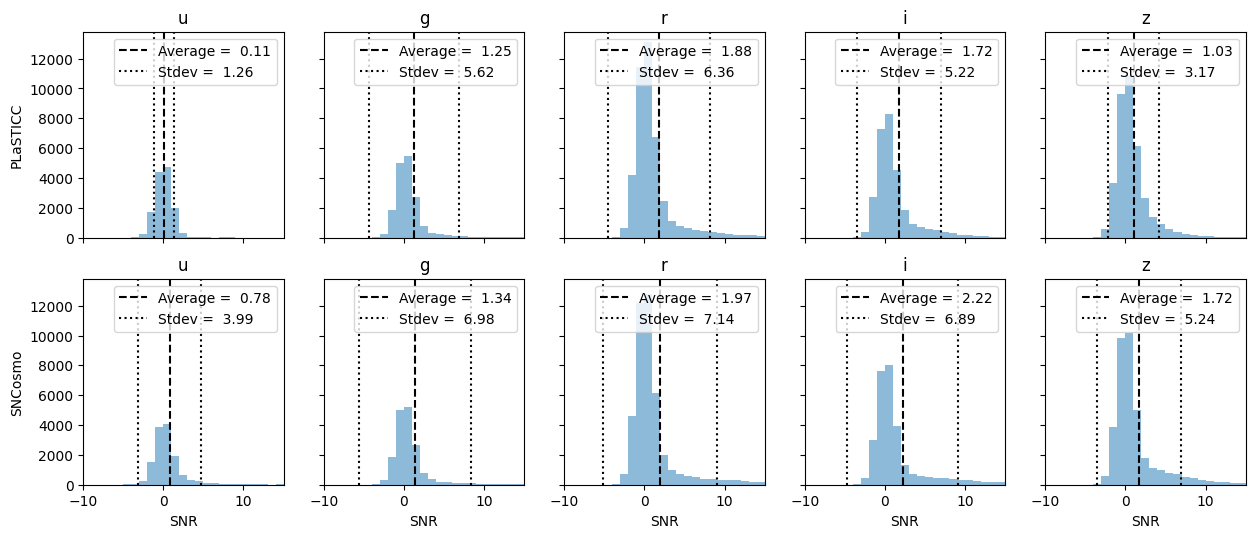 u g r i z
Average = 0.11
Stdev = 1.26
Average = 1.25
Stdev = 5.62
Average = 1.88
Stdev = 6.36
Average = 1.72
Stdev = 5.22
Average = 1.03
Stdev = 3.17
PLaSTICC
12000
10000
8000
6000
4000
2000
0
0 10
u g r i z
Average = 0.78
Stdev = 3.99
Average = 1.34
Stdev = 6.98
Average = 1.97
Stdev = 7.14
Average = 2.22
Stdev = 6.89
Average = 1.72
Stdev = 5.24
SNCosmo
12000
10000
8000
6000
4000
2000
0
−10 0 10 −10 0 10 −10 0 10 −10 0 10 −10 0 10
SNR SNR SNR SNR SNR